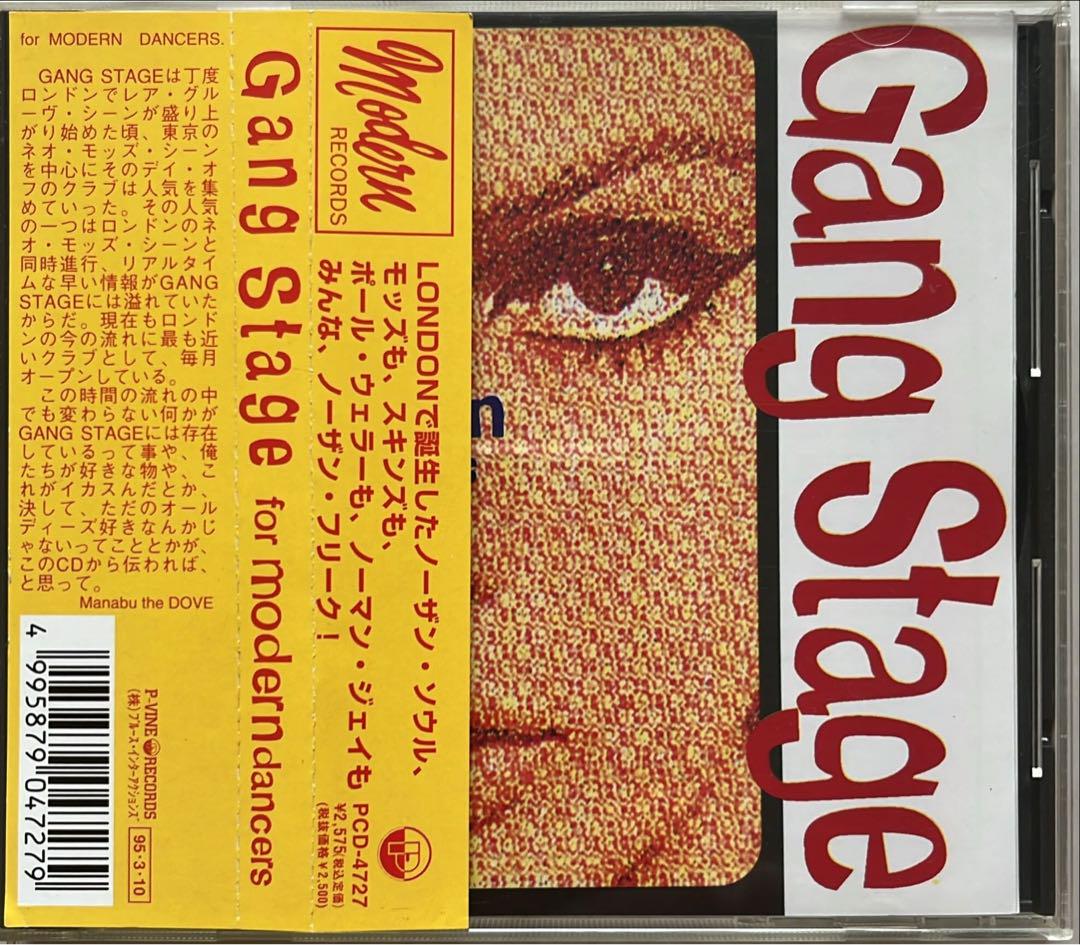 for MODERN DANCERS.
GANG STAGEは丁度
ロンドンでレア・グル
ーヴ・シーンが盛り上
がり始めた頃、東京の
ネオ・モッズ・シーン
を中心にそのデイ・オ
フのクラブは人気を集
めていった。その人気
の一つはロンドンのネ
オ・モッズ・シーンと
同時進行、リアルタイ
ムな早い情報がGANG
STAGEには溢れていた
からだ。現在もロンド
ンの今の流れに最も近
いクラブとして、毎月
オープンしている。
この時間の流れの中
でも変わらない何かが
GANG STAGEには存在
しているって事や、俺
たちが好きな物や、こ
れがイカスんだとか、
決して、ただのオール
ディーズ好きなんかじ
ゃないってこととかが、
このCDから伝われば、
と思って。
Manabu the DOVE
4 995879 047279
P-VINE RECORDS
(株)ブルース・インターアクションズ
95・3・10
Gang Stage for moderndancers
Modern
RECORDS
LONDONで誕生したノーザン・ソウル、
モッズも、スキンズも、
ポール・ウェラーも、ノーマン・ジェイも
みんな、ノーザン・フリーク！
PCD-4727
¥2,575(税込定価)
(税抜価格¥2,500)
Gang Stage